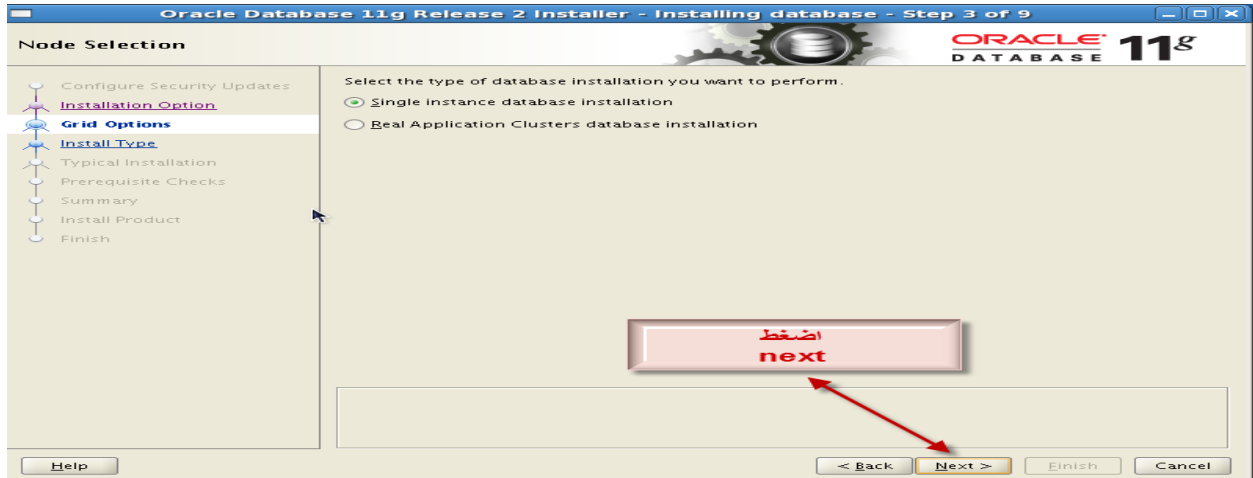 Oracle Database 11g Release 2 Installer - Installing database - Step 3 of 9
Node Selection
ORACLE DATABASE 11g
Configure Security Updates
Installation Option
Grid Options
Install Type
Typical Installation
Prerequisite Checks
Summary
Install Product
Finish
Select the type of database installation you want to perform.
Single instance database installation
Real Application Clusters database installation
اضغط
next
Help
< Back
Next >
Finish
Cancel